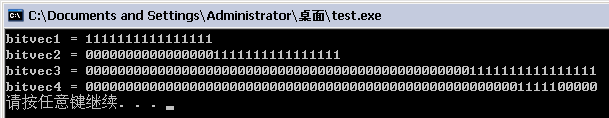 C:\Documents and Settings\Administrator\桌面\test.exe
bitvec1 = 1111111111111111
bitvec2 = 00000000000000001111111111111111
bitvec3 = 0000000000000000000000000000000000000000000000001111111111111111
bitvec4 = 0000000000000000000000000000000000000000000000000000001111100000
请按任意键继续. . .